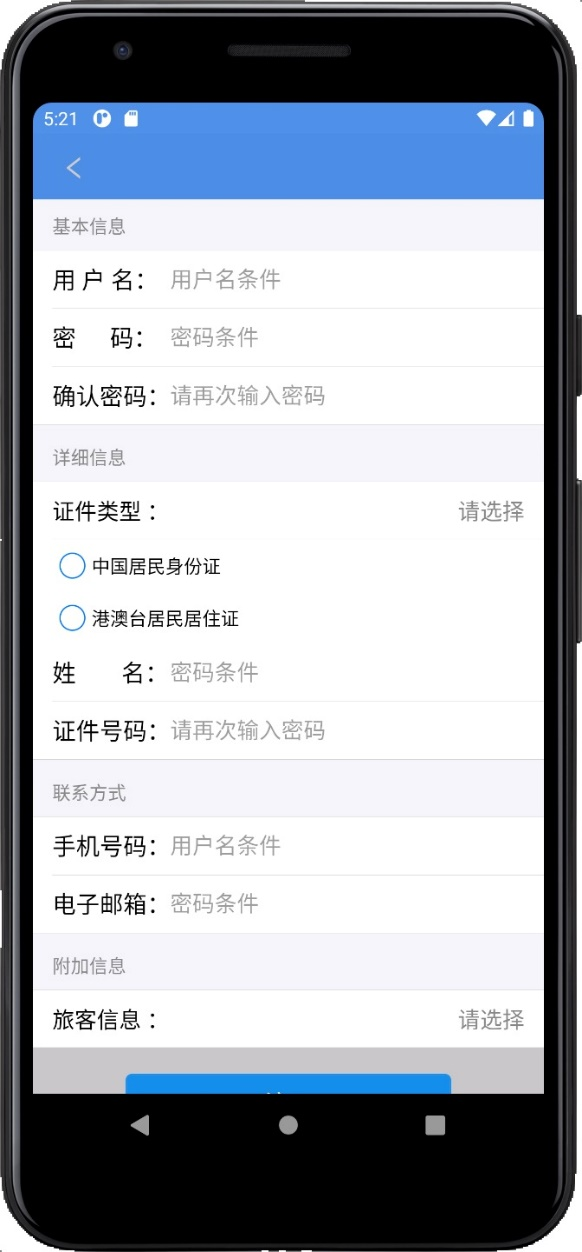 5:21
基本信息
用 户 名： 用户名条件
密 码： 密码条件
确认密码： 请再次输入密码
详细信息
证件类型： 请选择
中国居民身份证
港澳台居民居住证
姓 名： 密码条件
证件号码： 请再次输入密码
联系方式
手机号码： 用户名条件
电子邮箱： 密码条件
附加信息
旅客信息： 请选择